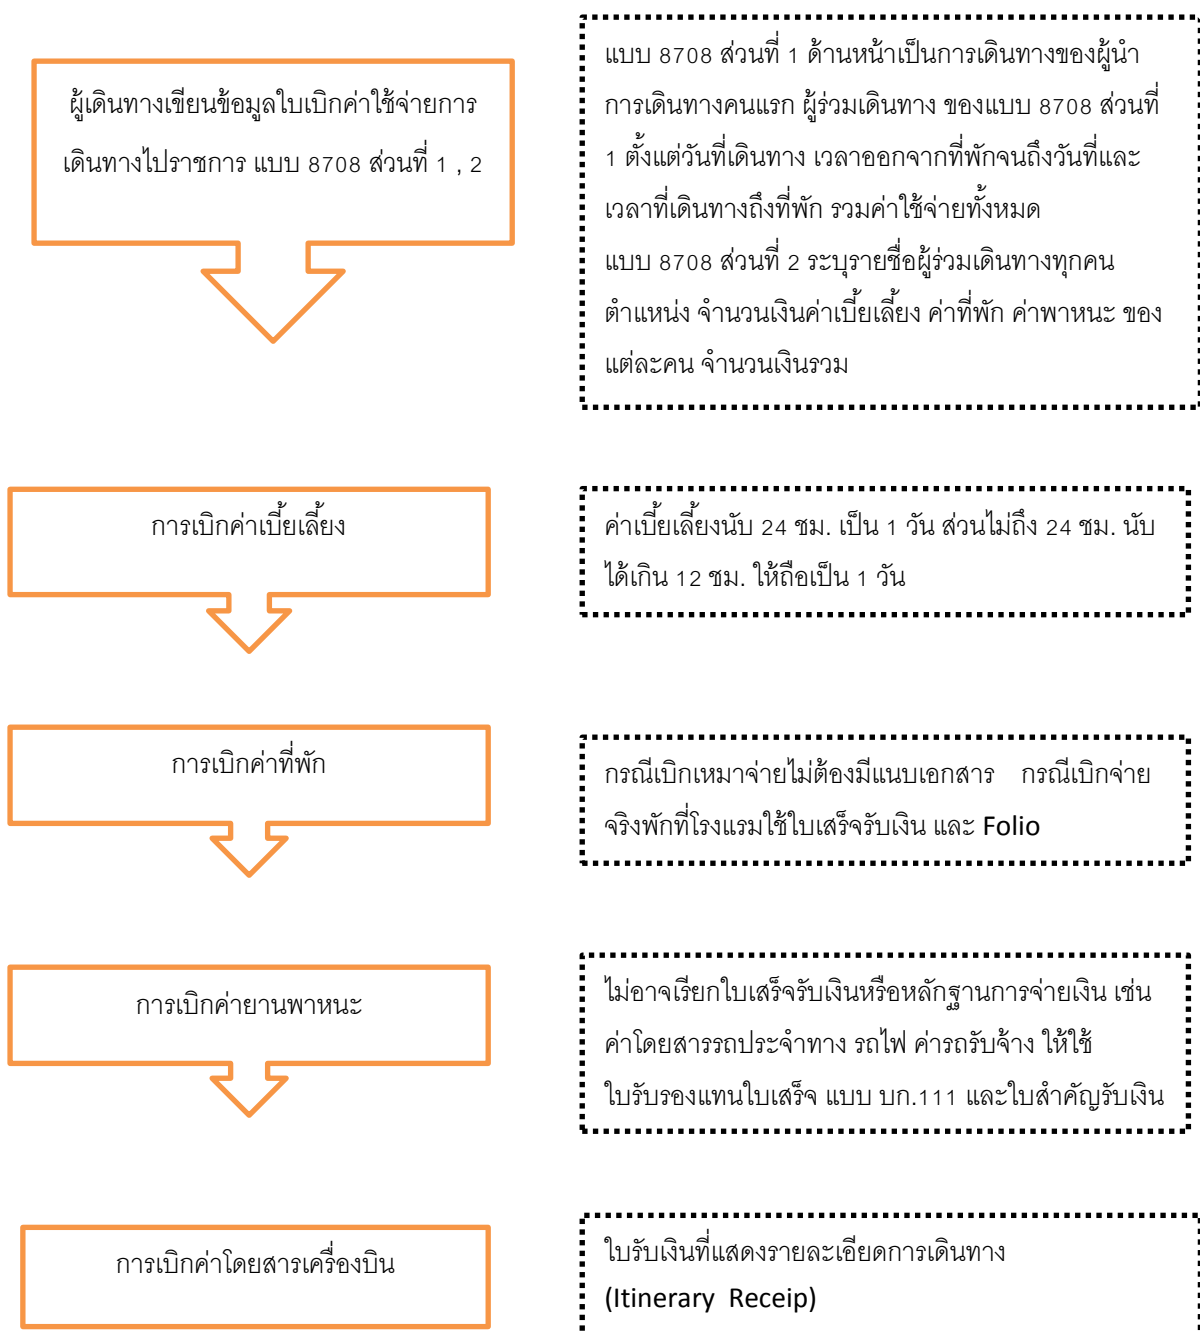 ผู้เดินทางเขียนข้อมูลใบเบิกค่าใช้จ่ายการ
เดินทางไปราชการ แบบ 8708 ส่วนที่ 1 , 2
แบบ 8708 ส่วนที่ 1 ด้านหน้าเป็นการเดินทางของผู้นำ
การเดินทางคนแรก ผู้ร่วมเดินทาง ของแบบ 8708 ส่วนที่
1 ตั้งแต่วันที่เดินทาง เวลาออกจากที่พักจนถึงวันที่และ
เวลาที่เดินทางถึงที่พัก รวมค่าใช้จ่ายทั้งหมด
แบบ 8708 ส่วนที่ 2 ระบุรายชื่อผู้ร่วมเดินทางทุกคน
ตำแหน่ง จำนวนเงินค่าเบี้ยเลี้ยง ค่าที่พัก ค่าพาหนะ ของ
แต่ละคน จำนวนเงินรวม
การเบิกค่าเบี้ยเลี้ยง
ค่าเบี้ยเลี้ยงนับ 24 ชม. เป็น 1 วัน ส่วนไม่ถึง 24 ชม. นับ
ได้เกิน 12 ชม. ให้ถือเป็น 1 วัน
การเบิกค่าที่พัก
กรณีเบิกเหมาจ่ายไม่ต้องมีแนบเอกสาร กรณีเบิกจ่าย
จริงพักที่โรงแรมใช้ใบเสร็จรับเงิน และ Folio
การเบิกค่ายานพาหนะ
ไม่อาจเรียกใบเสร็จรับเงินหรือหลักฐานการจ่ายเงิน เช่น
ค่าโดยสารรถประจำทาง รถไฟ ค่ารถรับจ้าง ให้ใช้
ใบรับรองแทนใบเสร็จ แบบ บก.111 และใบสำคัญรับเงิน
การเบิกค่าโดยสารเครื่องบิน
ใบรับเงินที่แสดงรายละเอียดการเดินทาง
(Itinerary Receip)